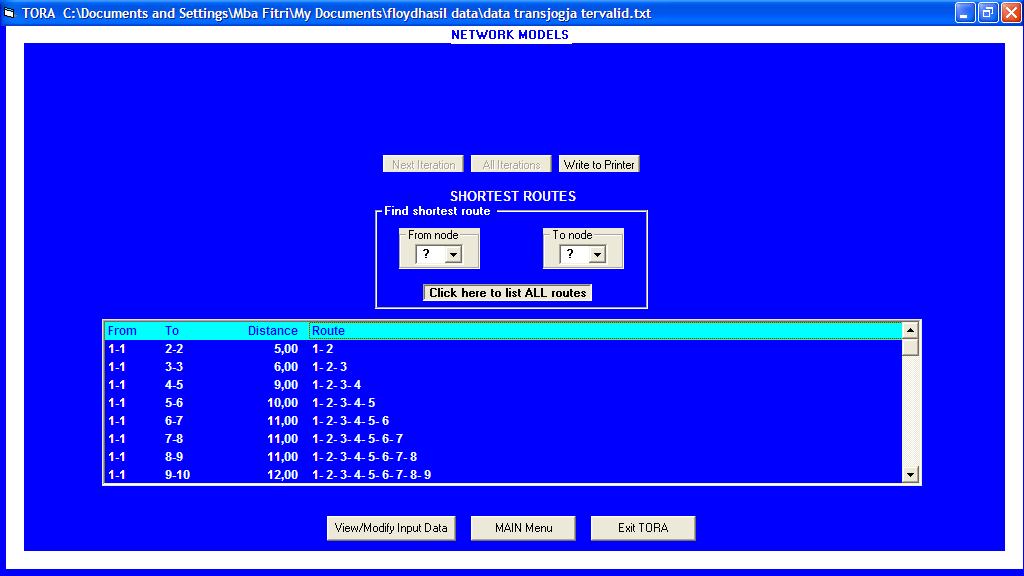 TORA C:\Documents and Settings\Mba Fitri\My Documents\floydhasil data\data transjogja tervalid.txt
NETWORK MODELS
Next Iteration All Iterations Write to Printer
SHORTEST ROUTES
Find shortest route
From node To node
? ?
Click here to list ALL routes
From To Distance Route
1-1 2-2 5,00 1- 2
1-1 3-3 6,00 1- 2- 3
1-1 4-5 9,00 1- 2- 3- 4
1-1 5-6 10,00 1- 2- 3- 4- 5
1-1 6-7 11,00 1- 2- 3- 4- 5- 6
1-1 7-8 11,00 1- 2- 3- 4- 5- 6- 7
1-1 8-9 11,00 1- 2- 3- 4- 5- 6- 7- 8
1-1 9-10 12,00 1- 2- 3- 4- 5- 6- 7- 8- 9
View/Modify Input Data MAIN Menu Exit TORA